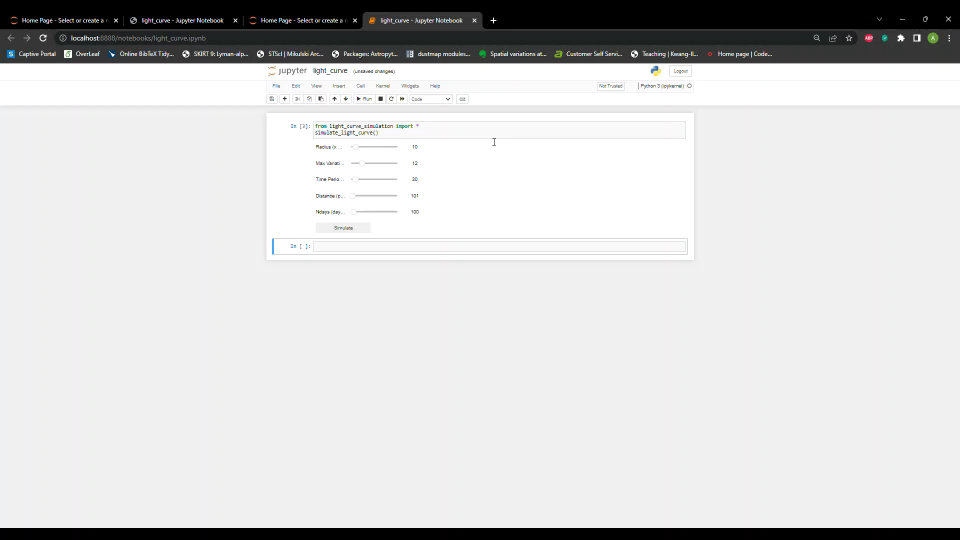 Home Page - Select or create a n
light_curve - Jupyter Notebook
Home Page - Select or create a n
light_curve - Jupyter Notebook
localhost:8888/notebooks/light_curve.ipynb
Captive Portal
OverLeaf
Online BibTeX Tidy...
SKIRT 9: Lyman-alp...
STScI | Mikulski Arc...
Packages: Astropyt...
dustmap modules...
Spatial variations at...
Customer Self Servi...
Teaching | Kwang-Il...
Home page | Code...
jupyter light_curve (unsaved changes)
Logout
File Edit View Insert Cell Kernel Widgets Help
Not Trusted
Python 3 (ipykernel)
Run
Code
In [2]: from light_curve_simulation import *
simulate_light_curve()
Radius (x ... 10
Max Variati... 12
Time Perio... 20
Distance (p... 101
Ndays (day... 100
Simulate
In [ ]: